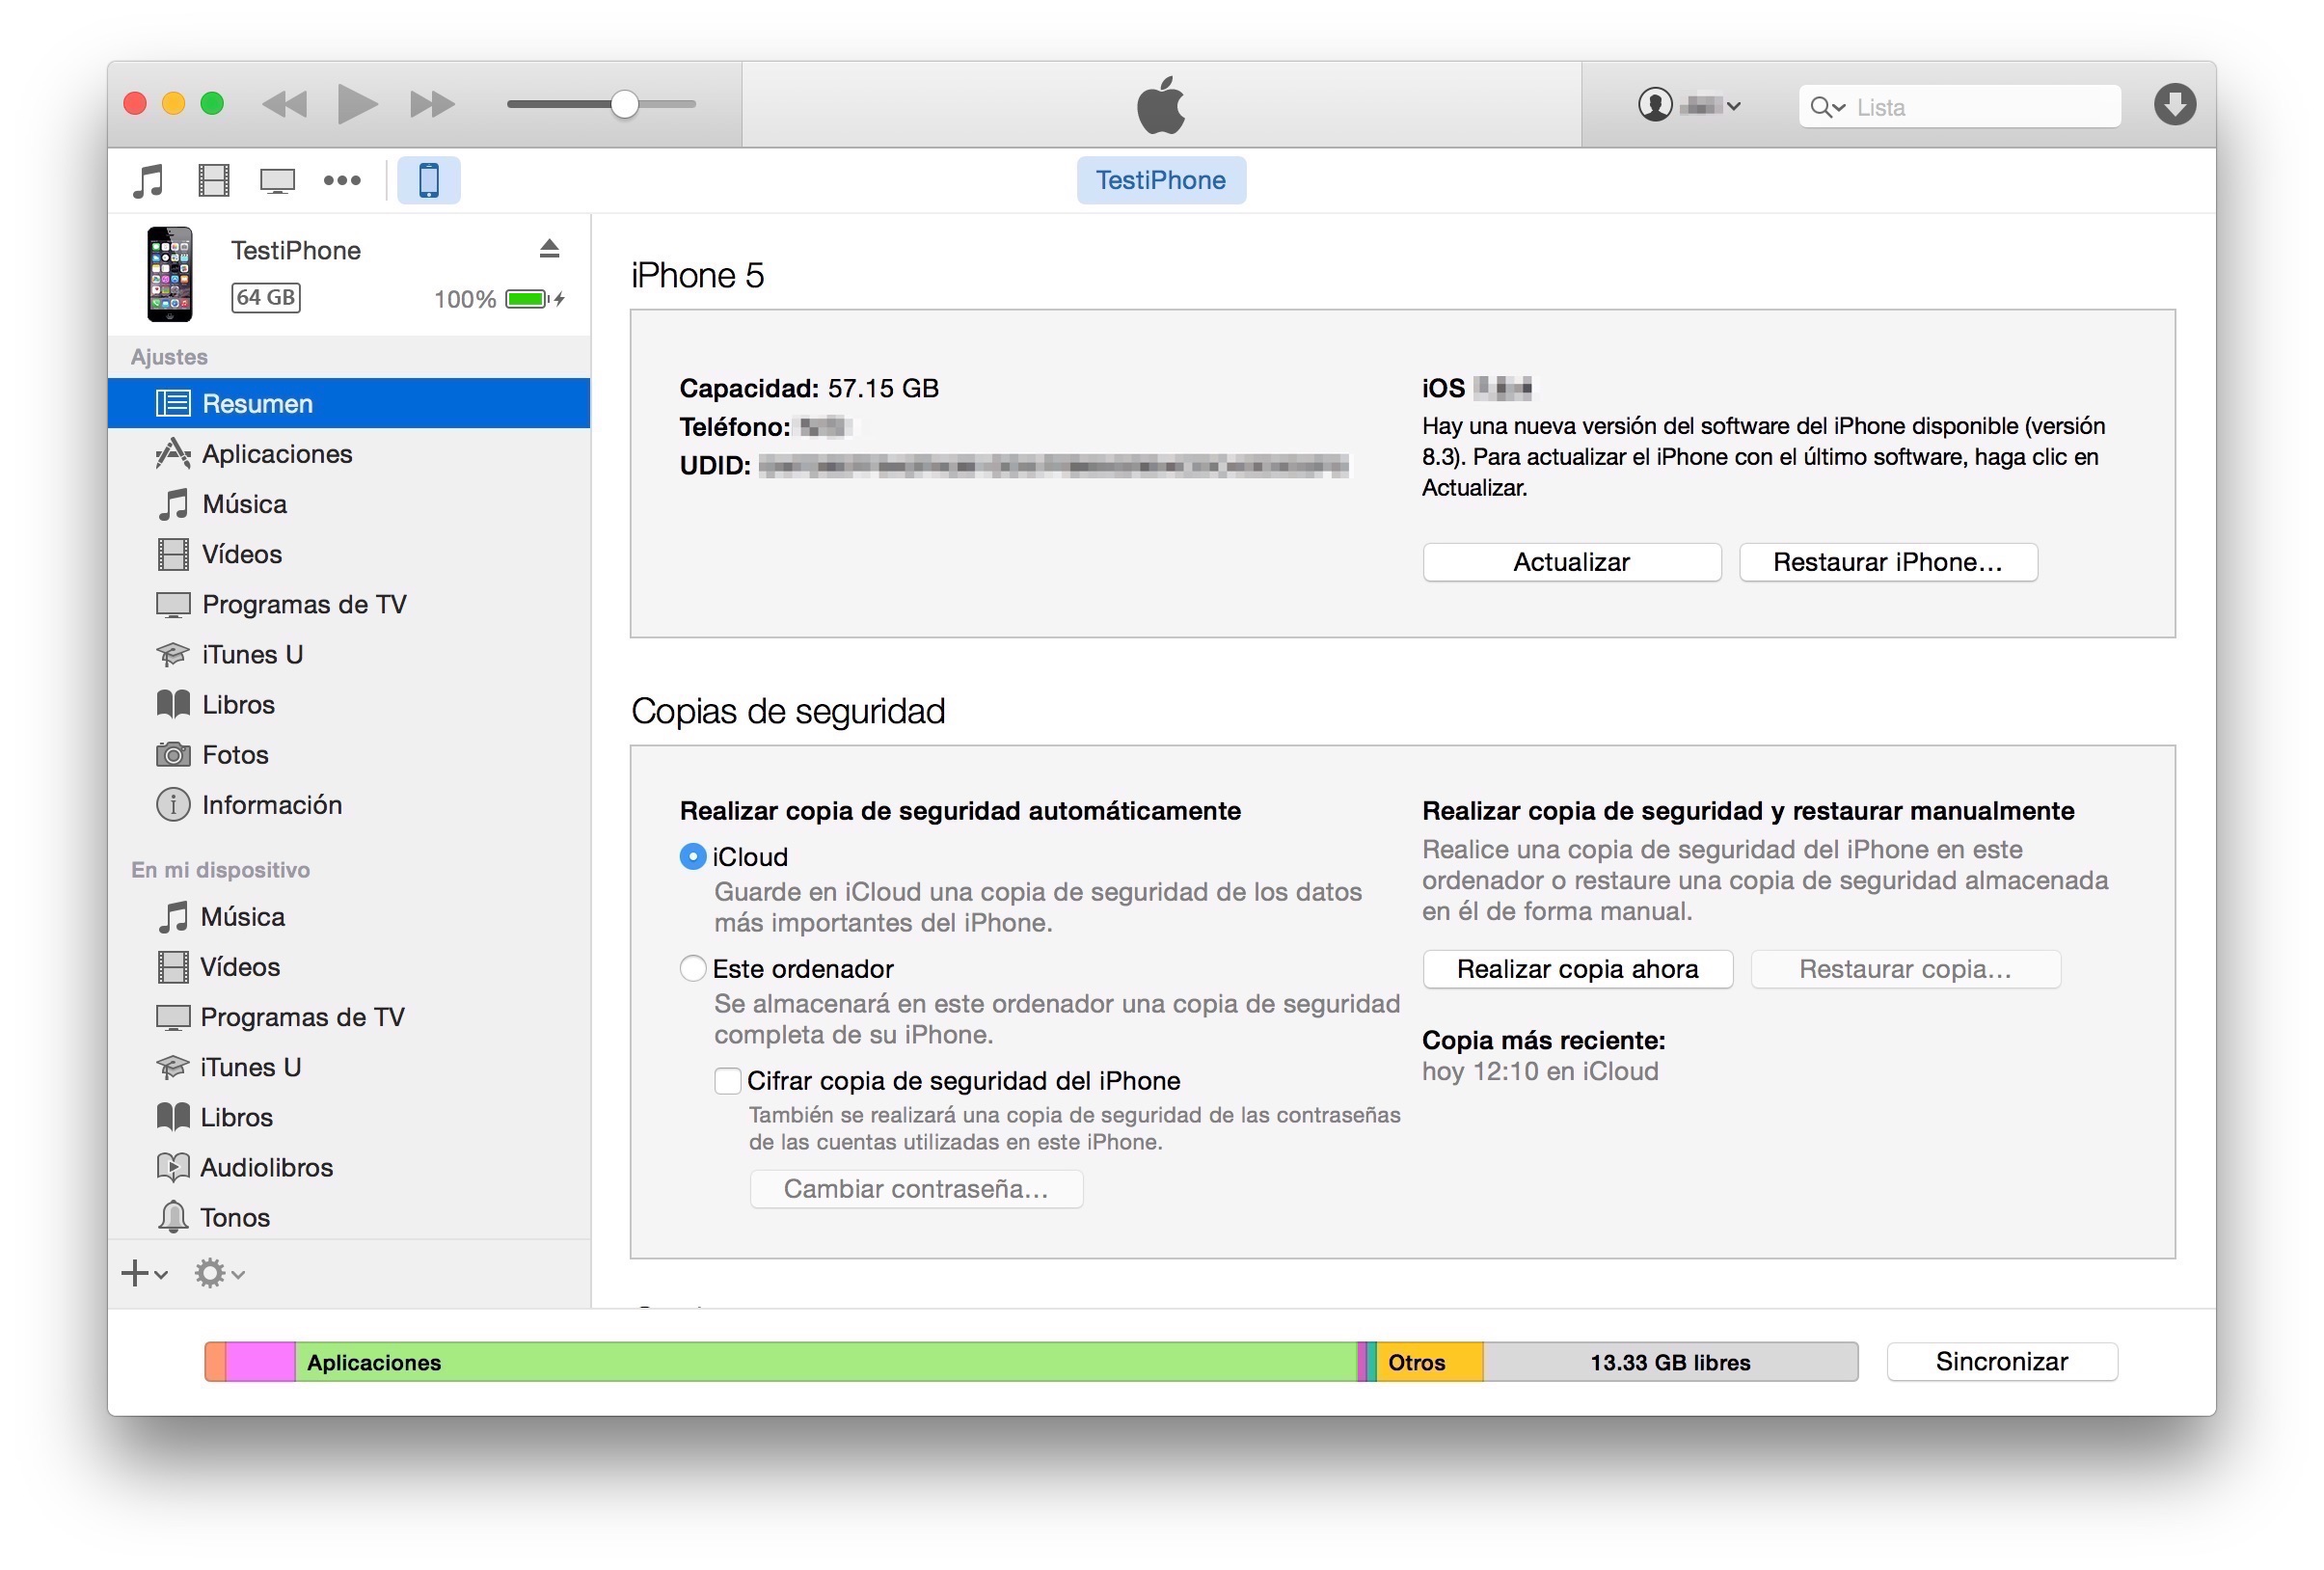 Lista
TestiPhone
TestiPhone
64 GB
100%
Ajustes
Resumen
Aplicaciones
Música
Vídeos
Programas de TV
iTunes U
Libros
Fotos
Información
En mi dispositivo
Música
Vídeos
Programas de TV
iTunes U
Libros
Audiolibros
Tonos
iPhone 5
Capacidad: 57.15 GB
Teléfono:
UDID:
iOS
Hay una nueva versión del software del iPhone disponible (versión
8.3). Para actualizar el iPhone con el último software, haga clic en
Actualizar.
Actualizar
Restaurar iPhone...
Copias de seguridad
Realizar copia de seguridad automáticamente
iCloud
Guarde en iCloud una copia de seguridad de los datos
más importantes del iPhone.
Este ordenador
Se almacenará en este ordenador una copia de seguridad
completa de su iPhone.
Cifrar copia de seguridad del iPhone
También se realizará una copia de seguridad de las contraseñas
de las cuentas utilizadas en este iPhone.
Cambiar contraseña...
Realizar copia de seguridad y restaurar manualmente
Realice una copia de seguridad del iPhone en este
ordenador o restaure una copia de seguridad almacenada
en él de forma manual.
Realizar copia ahora
Restaurar copia...
Copia más reciente:
hoy 12:10 en iCloud
Aplicaciones
Otros
13.33 GB libres
Sincronizar